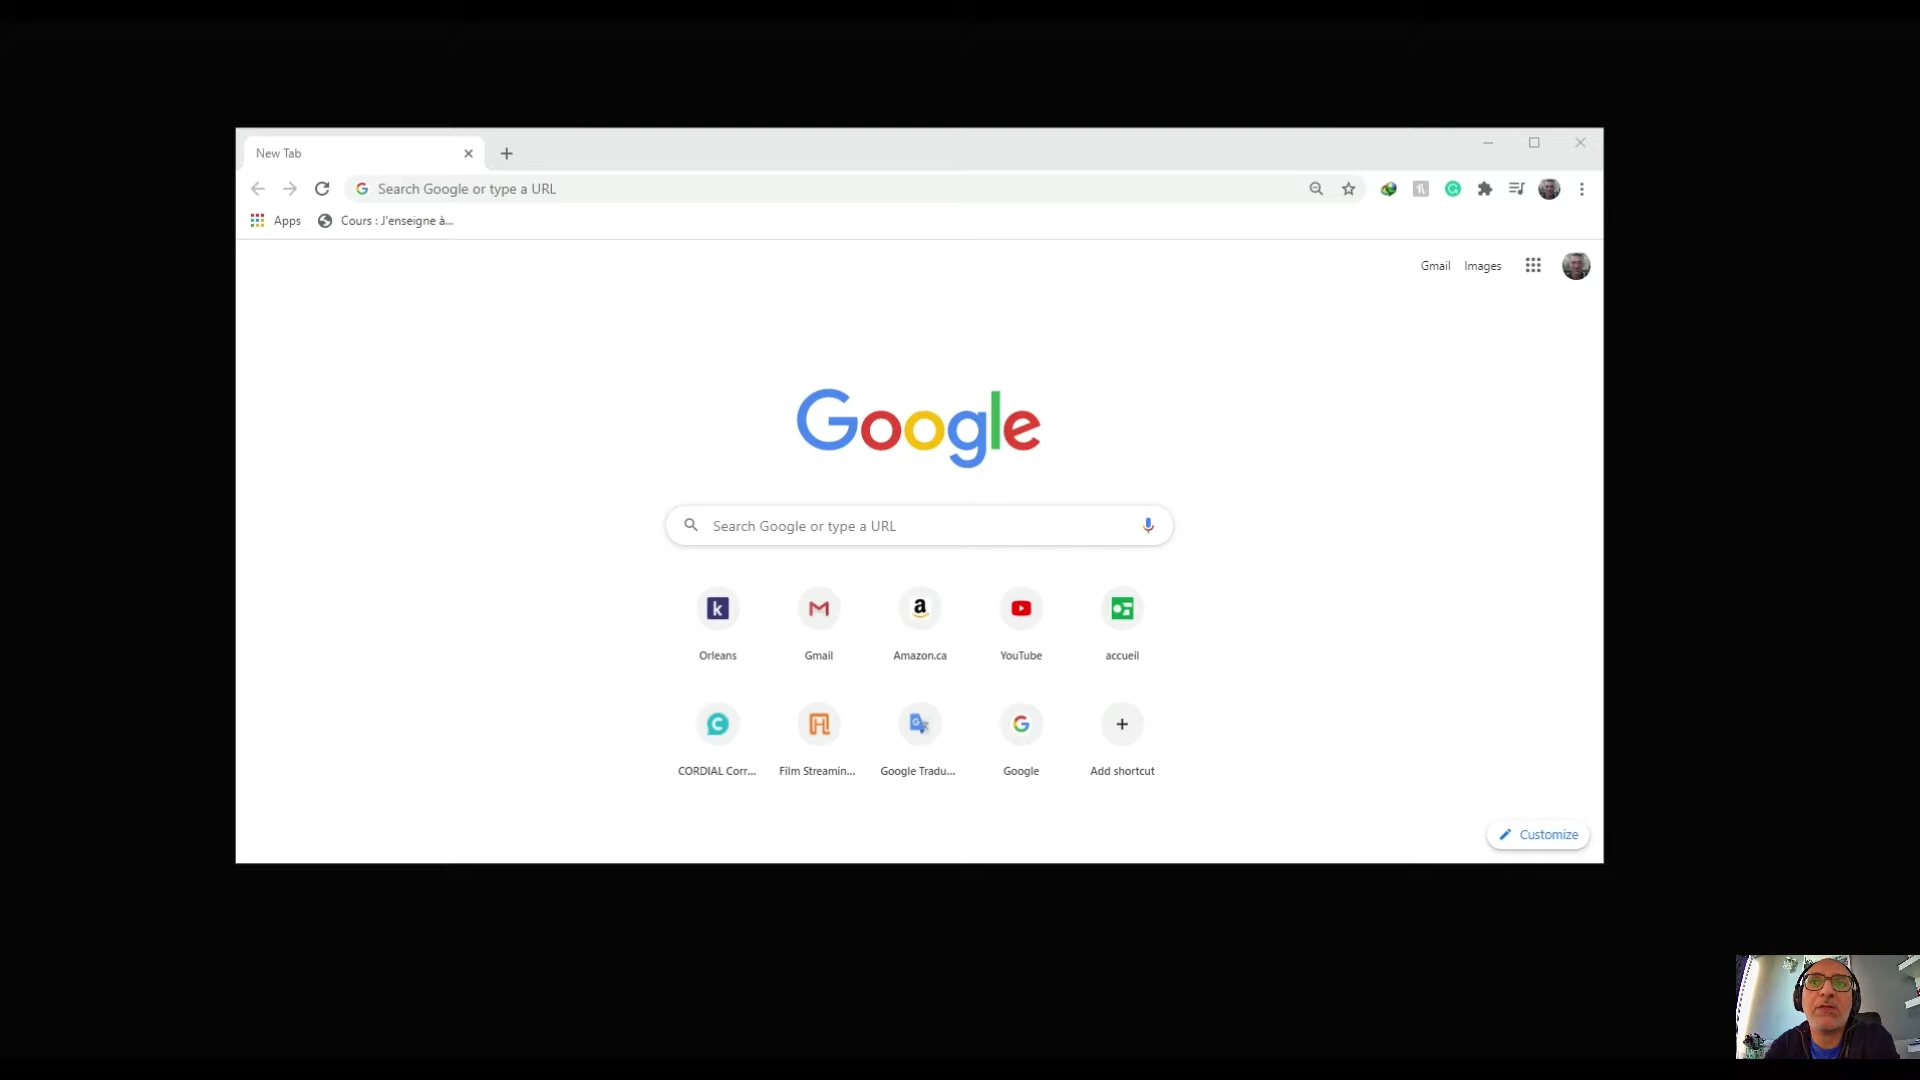 New Tab
Search Google or type a URL
Apps
Cours : J'enseigne à...
Gmail Images
Google
Search Google or type a URL
Orleans Gmail Amazon.ca YouTube accueil
CORDIAL Corr... Film Streamin... Google Tradu... Google Add shortcut
Customize